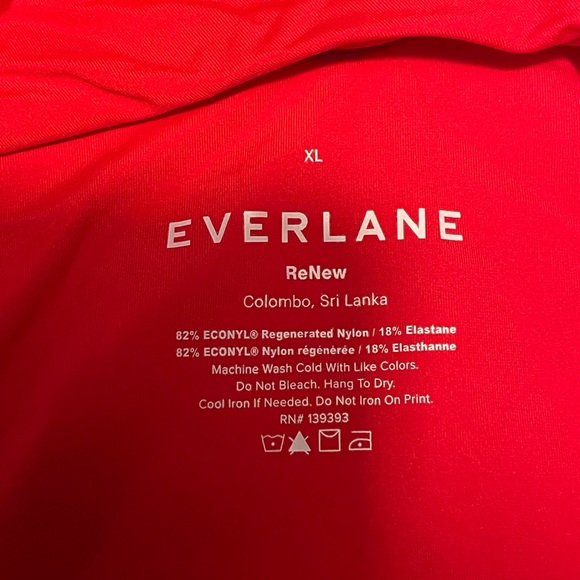 XL
EVERLANE
ReNew
Colombo, Sri Lanka
82% ECONYL® Regenerated Nylon / 18% Elastane
82% ECONYL® Nylon régénèrée / 18% Elasthanne
Machine Wash Cold With Like Colors.
Do Not Bleach. Hang To Dry.
Cool Iron If Needed. Do Not Iron On Print.
RN# 139393